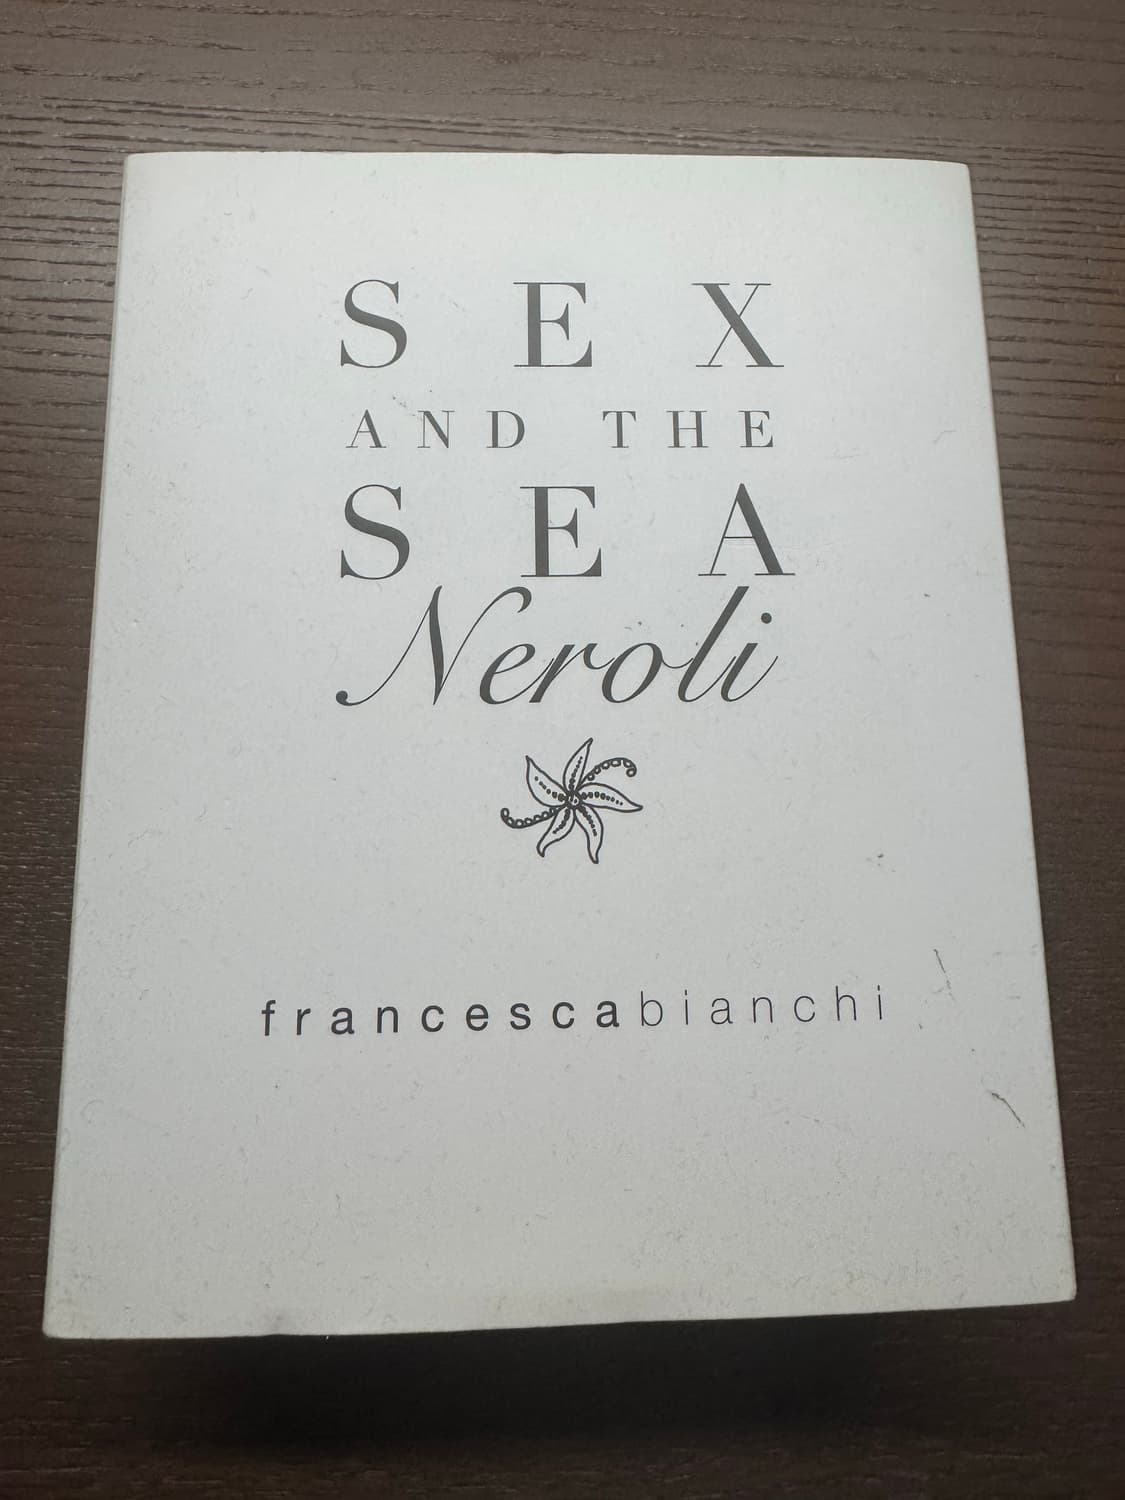 SEX
AND THE
SEA
Neroli
francescabianchi